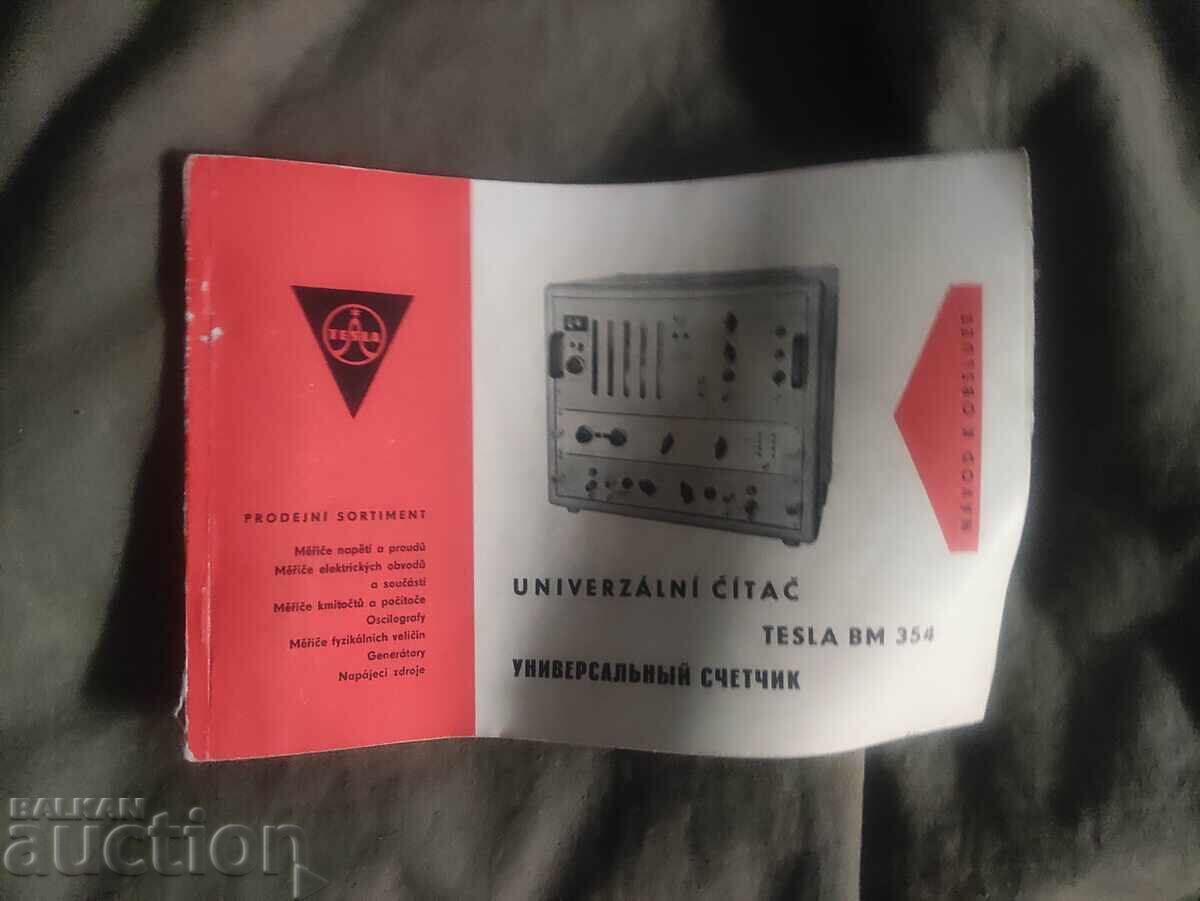 TESLA
PRODEJNÍ SORTIMENT
Měřiče napětí a proudů
Měřiče elektrických obvodů
a součástí
Měřiče kmitočtů a počítače
Oscilografy
Měřiče fyzikálních veličin
Generátory
Napájecí zdroje
UNIVERZÁLNÍ ČÍTAČ
TESLA BM 354
УНИВЕРСАЛЬНЫЙ СЧЕТЧИК
NÁVOD K OBSLUZE
BALKAN
auction